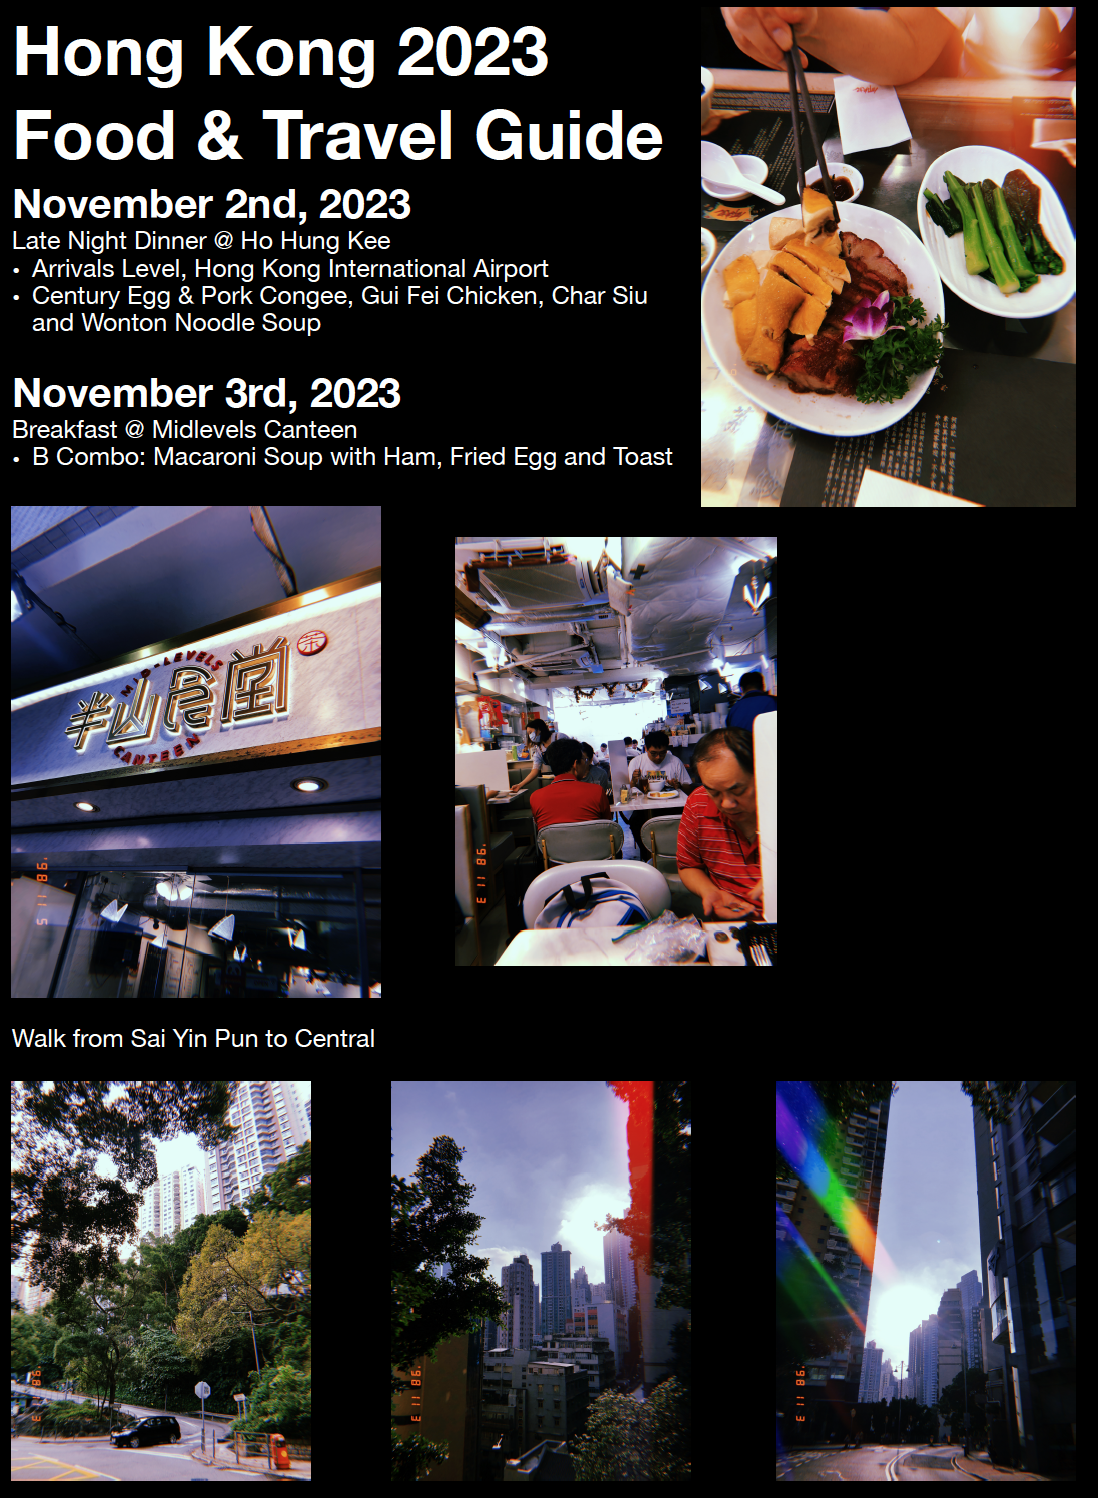 Hong Kong 2023
Food & Travel Guide
November 2nd, 2023
Late Night Dinner @ Ho Hung Kee
• Arrivals Level, Hong Kong International Airport
• Century Egg & Pork Congee, Gui Fei Chicken, Char Siu
and Wonton Noodle Soup
November 3rd, 2023
Breakfast @ Midlevels Canteen
• B Combo: Macaroni Soup with Ham, Fried Egg and Toast
MID-LEVELS
半山食堂
茶
CANTEEN
'98 11 5
'98 11 3
Walk from Sai Yin Pun to Central
'98 11 3
'98 11 3
'98 11 3